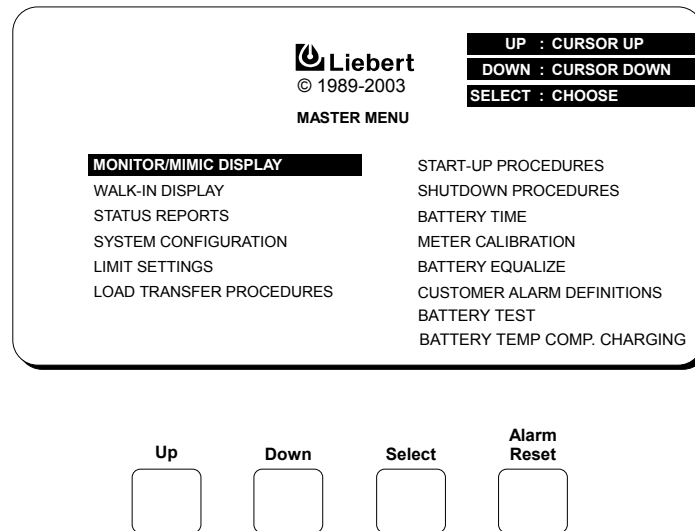 Liebert
© 1989-2003
MASTER MENU
UP : CURSOR UP
DOWN : CURSOR DOWN
SELECT : CHOOSE
MONITOR/MIMIC DISPLAY
WALK-IN DISPLAY
STATUS REPORTS
SYSTEM CONFIGURATION
LIMIT SETTINGS
LOAD TRANSFER PROCEDURES
START-UP PROCEDURES
SHUTDOWN PROCEDURES
BATTERY TIME
METER CALIBRATION
BATTERY EQUALIZE
CUSTOMER ALARM DEFINITIONS
BATTERY TEST
BATTERY TEMP COMP. CHARGING
Up
Down
Select
Alarm
Reset